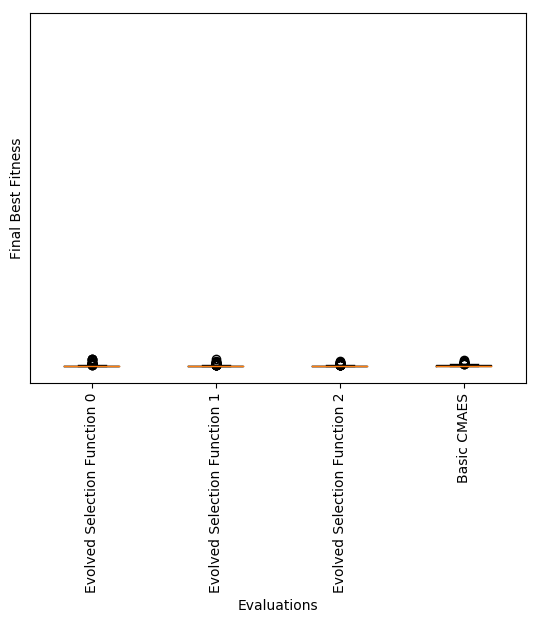 Final Best Fitness
Evolved Selection Function 0
Evolved Selection Function 1
Evolved Selection Function 2
Basic CMAES
Evaluations